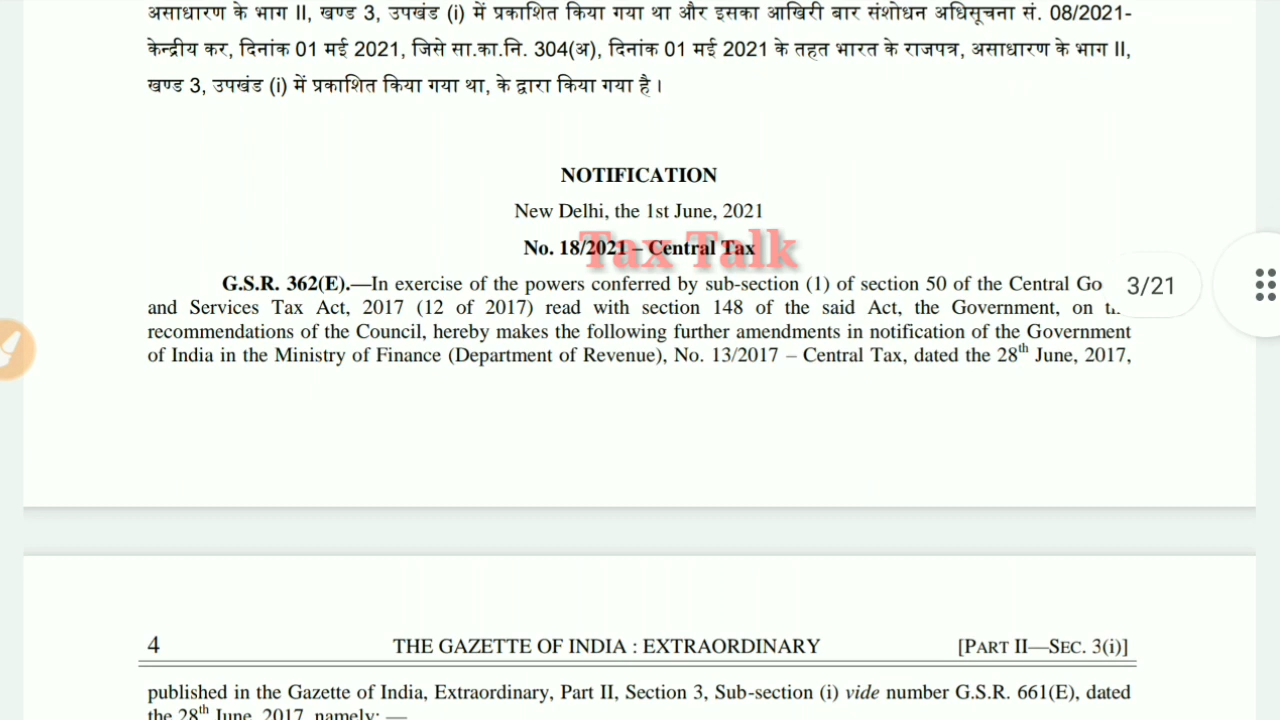 असाधारण के भाग II, खण्ड 3, उपखंड (i) में प्रकाशित किया गया था और इसका आखिरी बार संशोधन अधिसूचना सं. 08/2021-
केन्द्रीय कर, दिनांक 01 मई 2021, जिसे सा.का.नि. 304(अ), दिनांक 01 मई 2021 के तहत भारत के राजपत्र, असाधारण के भाग II,
खण्ड 3, उपखंड (i) में प्रकाशित किया गया था, के द्वारा किया गया है।
NOTIFICATION
New Delhi, the 1st June, 2021
Tax Talk
No. 18/2021 – Central Tax
G.S.R. 362(E).—In exercise of the powers conferred by sub-section (1) of section 50 of the Central Go
3/21
and Services Tax Act, 2017 (12 of 2017) read with section 148 of the said Act, the Government, on
recommendations of the Council, hereby makes the following further amendments in notification of the Government
of India in the Ministry of Finance (Department of Revenue), No. 13/2017 – Central Tax, dated the 28th June, 2017,
4 THE GAZETTE OF INDIA : EXTRAORDINARY [PART II—SEC. 3(i)]
published in the Gazette of India, Extraordinary, Part II, Section 3, Sub-section (i) vide number G.S.R. 661(E), dated
the 28th June, 2017, namely: —